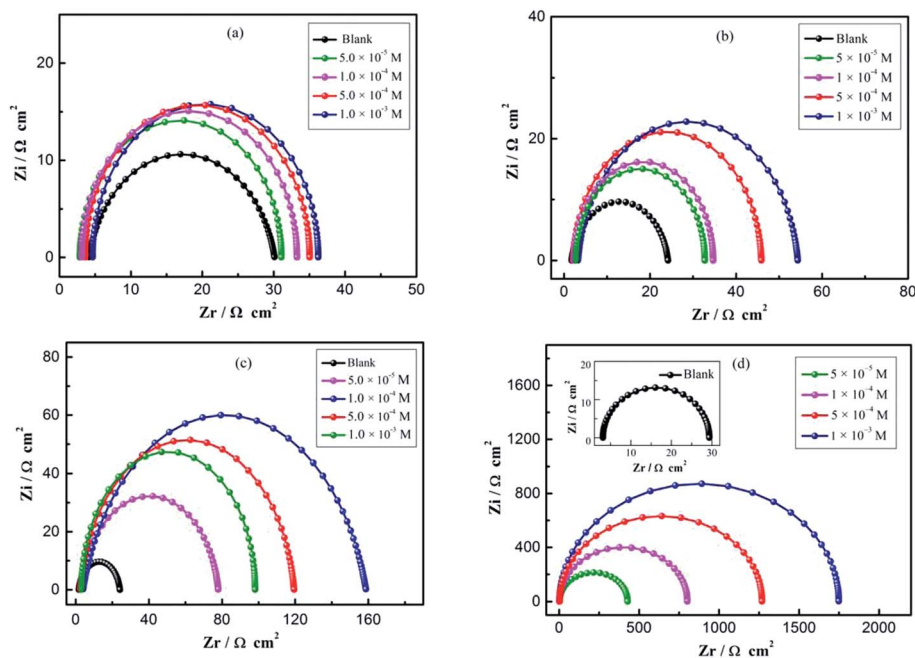 (a)
Blank
5.0 × 10⁻⁵ M
1.0 × 10⁻⁴ M
5.0 × 10⁻⁴ M
1.0 × 10⁻³ M
20
10
0
Zi / Ω cm²
0 10 20 30 40 50
Zr / Ω cm²
(b)
Blank
5 × 10⁻⁵ M
1 × 10⁻⁴ M
5 × 10⁻⁴ M
1 × 10⁻³ M
40
20
0
Zi / Ω cm²
0 20 40 60 80
Zr / Ω cm²
(c)
Blank
5.0 × 10⁻⁵ M
1.0 × 10⁻⁴ M
5.0 × 10⁻⁴ M
1.0 × 10⁻³ M
80
60
40
20
0
Zi / Ω cm²
0 40 80 120 160
Zr / Ω cm²
(d)
5 × 10⁻⁵ M
1 × 10⁻⁴ M
5 × 10⁻⁴ M
1 × 10⁻³ M
1600
1200
800
400
0
Zi / Ω cm²
0 500 1000 1500 2000
Zr / Ω cm²
Blank
20
10
0
Zi / Ω cm²
10 20 30
Zr / Ω cm²